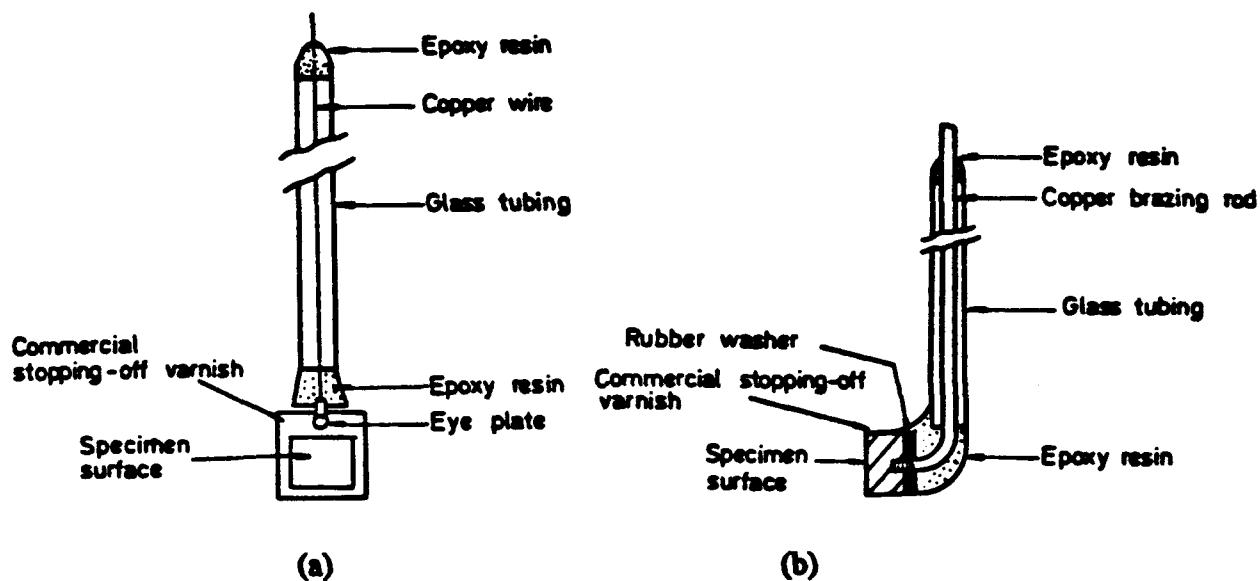 Epoxy resin
Copper wire
Glass tubing
Commercial
stopping-off varnish
Epoxy resin
Eye plate
Specimen
surface
(a)
Epoxy resin
Copper brazing rod
Glass tubing
Rubber washer
Commercial stopping-off
varnish
Specimen
surface
Epoxy resin
(b)